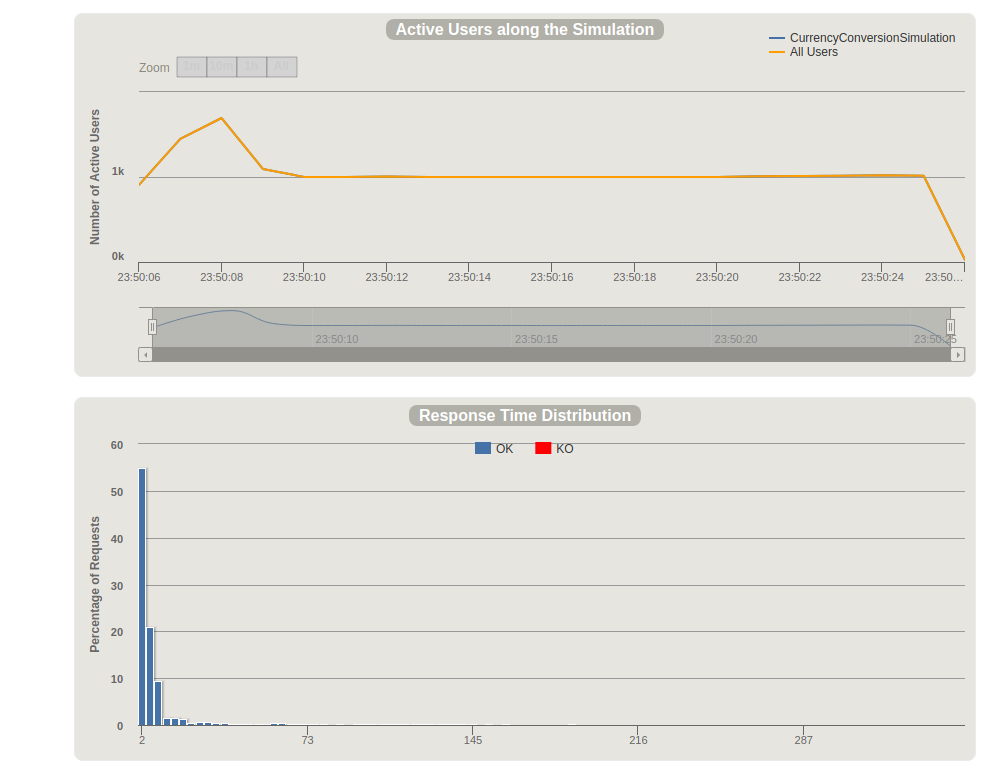 Active Users along the Simulation
CurrencyConversionSimulation
All Users
Zoom 1m 10m 1h All
Number of Active Users
1k
0k
23:50:06 23:50:08 23:50:10 23:50:12 23:50:14 23:50:16 23:50:18 23:50:20 23:50:22 23:50:24 23:50…
23:50:10 23:50:15 23:50:20 23:50:25
Response Time Distribution
OK KO
Percentage of Requests
60
50
40
30
20
10
0
2 73 145 216 287